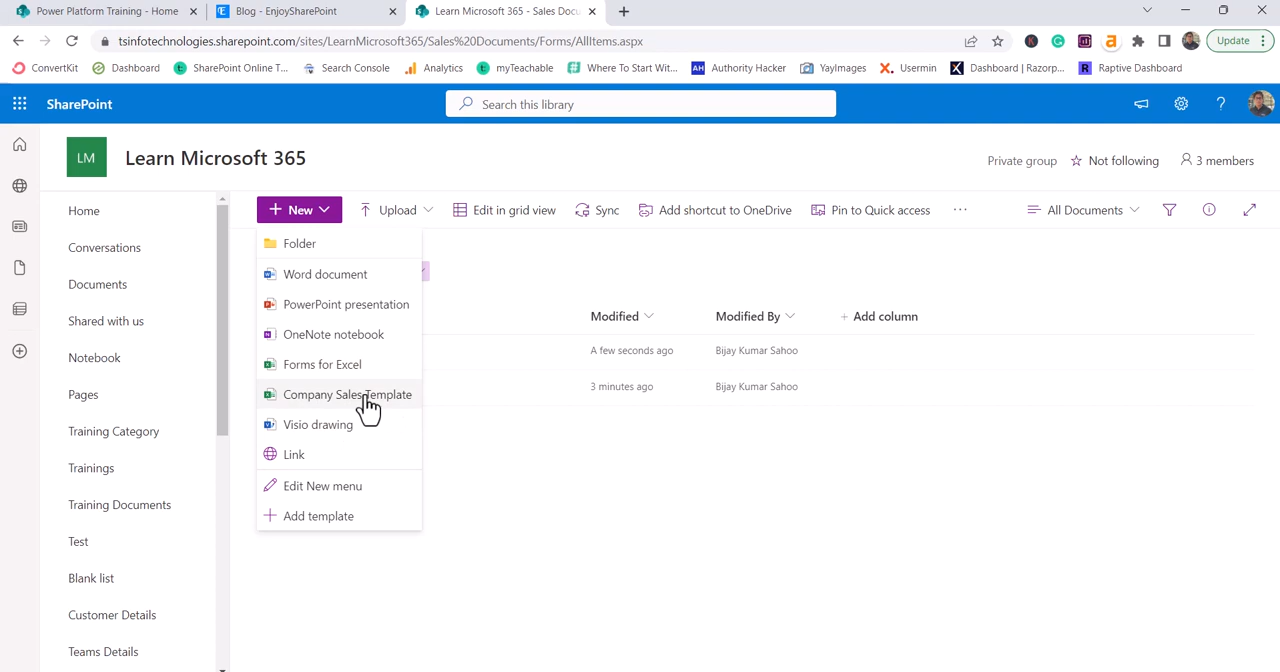 Power Platform Training - Home
Blog - EnjoySharePoint
Learn Microsoft 365 - Sales Docu
tsinfotechnologies.sharepoint.com/sites/LearnMicrosoft365/Sales%20Documents/Forms/AllItems.aspx
Update
ConvertKit
Dashboard
SharePoint Online T...
Search Console
Analytics
myTeachable
Where To Start Wit...
AH Authority Hacker
YayImages
Usermin
Dashboard | Razorp...
R Raptive Dashboard
SharePoint
Search this library
LM
Learn Microsoft 365
Private group
Not following
3 members
Home
Conversations
Documents
Shared with us
Notebook
Pages
Training Category
Trainings
Training Documents
Test
Blank list
Customer Details
Teams Details
New
Upload
Edit in grid view
Sync
Add shortcut to OneDrive
Pin to Quick access
All Documents
Folder
Word document
PowerPoint presentation
OneNote notebook
Forms for Excel
Company Sales Template
Visio drawing
Link
Edit New menu
Add template
Modified
Modified By
Add column
A few seconds ago
Bijay Kumar Sahoo
3 minutes ago
Bijay Kumar Sahoo